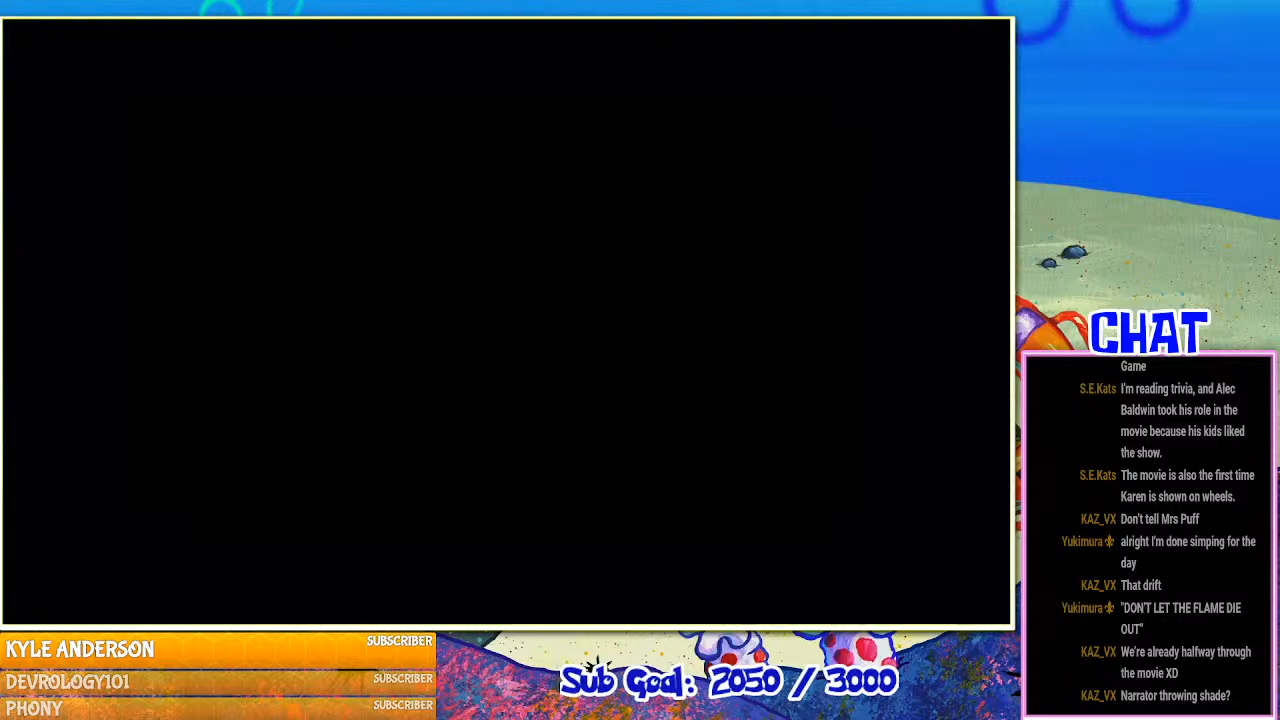 CHAT
Game
S.E.Kats I'm reading trivia, and Alec
Baldwin took his role in the
movie because his kids liked
the show.
S.E.Kats The movie is also the first time
Karen is shown on wheels.
KAZ_VX Don't tell Mrs Puff
Yukimura alright I'm done simping for the
day
KAZ_VX That drift
Yukimura "DON'T LET THE FLAME DIE
OUT"
KAZ_VX We're already halfway through
the movie XD
KAZ_VX Narrator throwing shade?
KYLE ANDERSON SUBSCRIBER
DEVROLOGY101 SUBSCRIBER
PHONY SUBSCRIBER
Sub Goal: 2050 / 3000